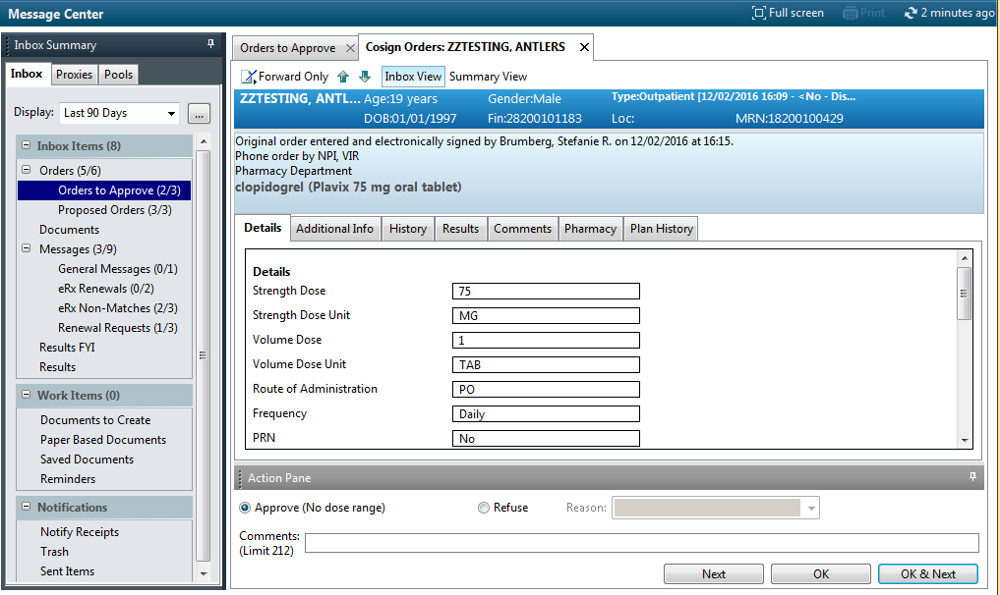 Message Center
Full screen Print 2 minutes ago
Inbox Summary
Inbox Proxies Pools
Display: Last 90 Days ...
Inbox Items (8)
Orders (5/6)
Orders to Approve (2/3)
Proposed Orders (3/3)
Documents
Messages (3/9)
General Messages (0/1)
eRx Renewals (0/2)
eRx Non-Matches (2/3)
Renewal Requests (1/3)
Results FYI
Results
Work Items (0)
Documents to Create
Paper Based Documents
Saved Documents
Reminders
Notifications
Notify Receipts
Trash
Sent Items
Orders to Approve Cosign Orders: ZZTESTING, ANTLERS
Forward Only Inbox View Summary View
ZZTESTING, ANTL... Age:19 years Gender:Male Type:Outpatient [12/02/2016 16:09 - <No - Dis...
DOB:01/01/1997 Fin:28200101183 Loc: MRN:18200100429
Original order entered and electronically signed by Brumberg, Stefanie R. on 12/02/2016 at 16:15.
Phone order by NPI, VIR
Pharmacy Department
clopidogrel (Plavix 75 mg oral tablet)
Details Additional Info History Results Comments Pharmacy Plan History
Details
Strength Dose 75
Strength Dose Unit MG
Volume Dose 1
Volume Dose Unit TAB
Route of Administration PO
Frequency Daily
PRN No
Action Pane
Approve (No dose range) Refuse Reason:
Comments:
(Limit 212)
Next OK OK & Next